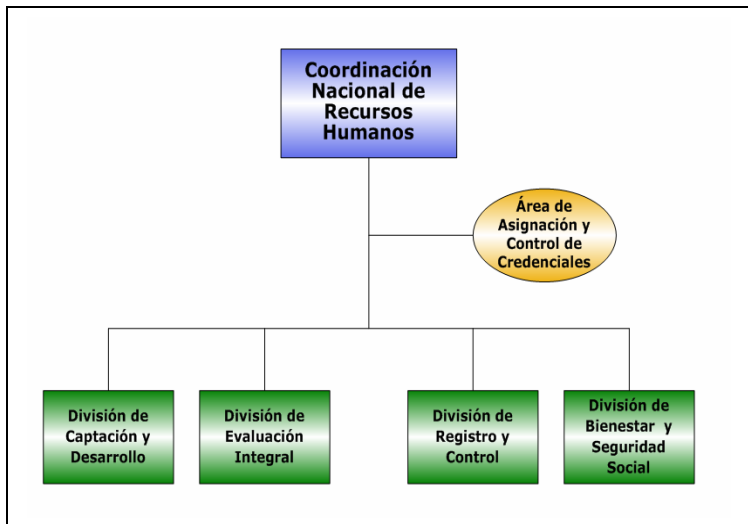 Coordinación
Nacional de
Recursos
Humanos
Área de
Asignación y
Control de
Credenciales
División de
Captación y
Desarrollo
División de
Evaluación
Integral
División de
Registro y
Control
División de
Bienestar y
Seguridad
Social